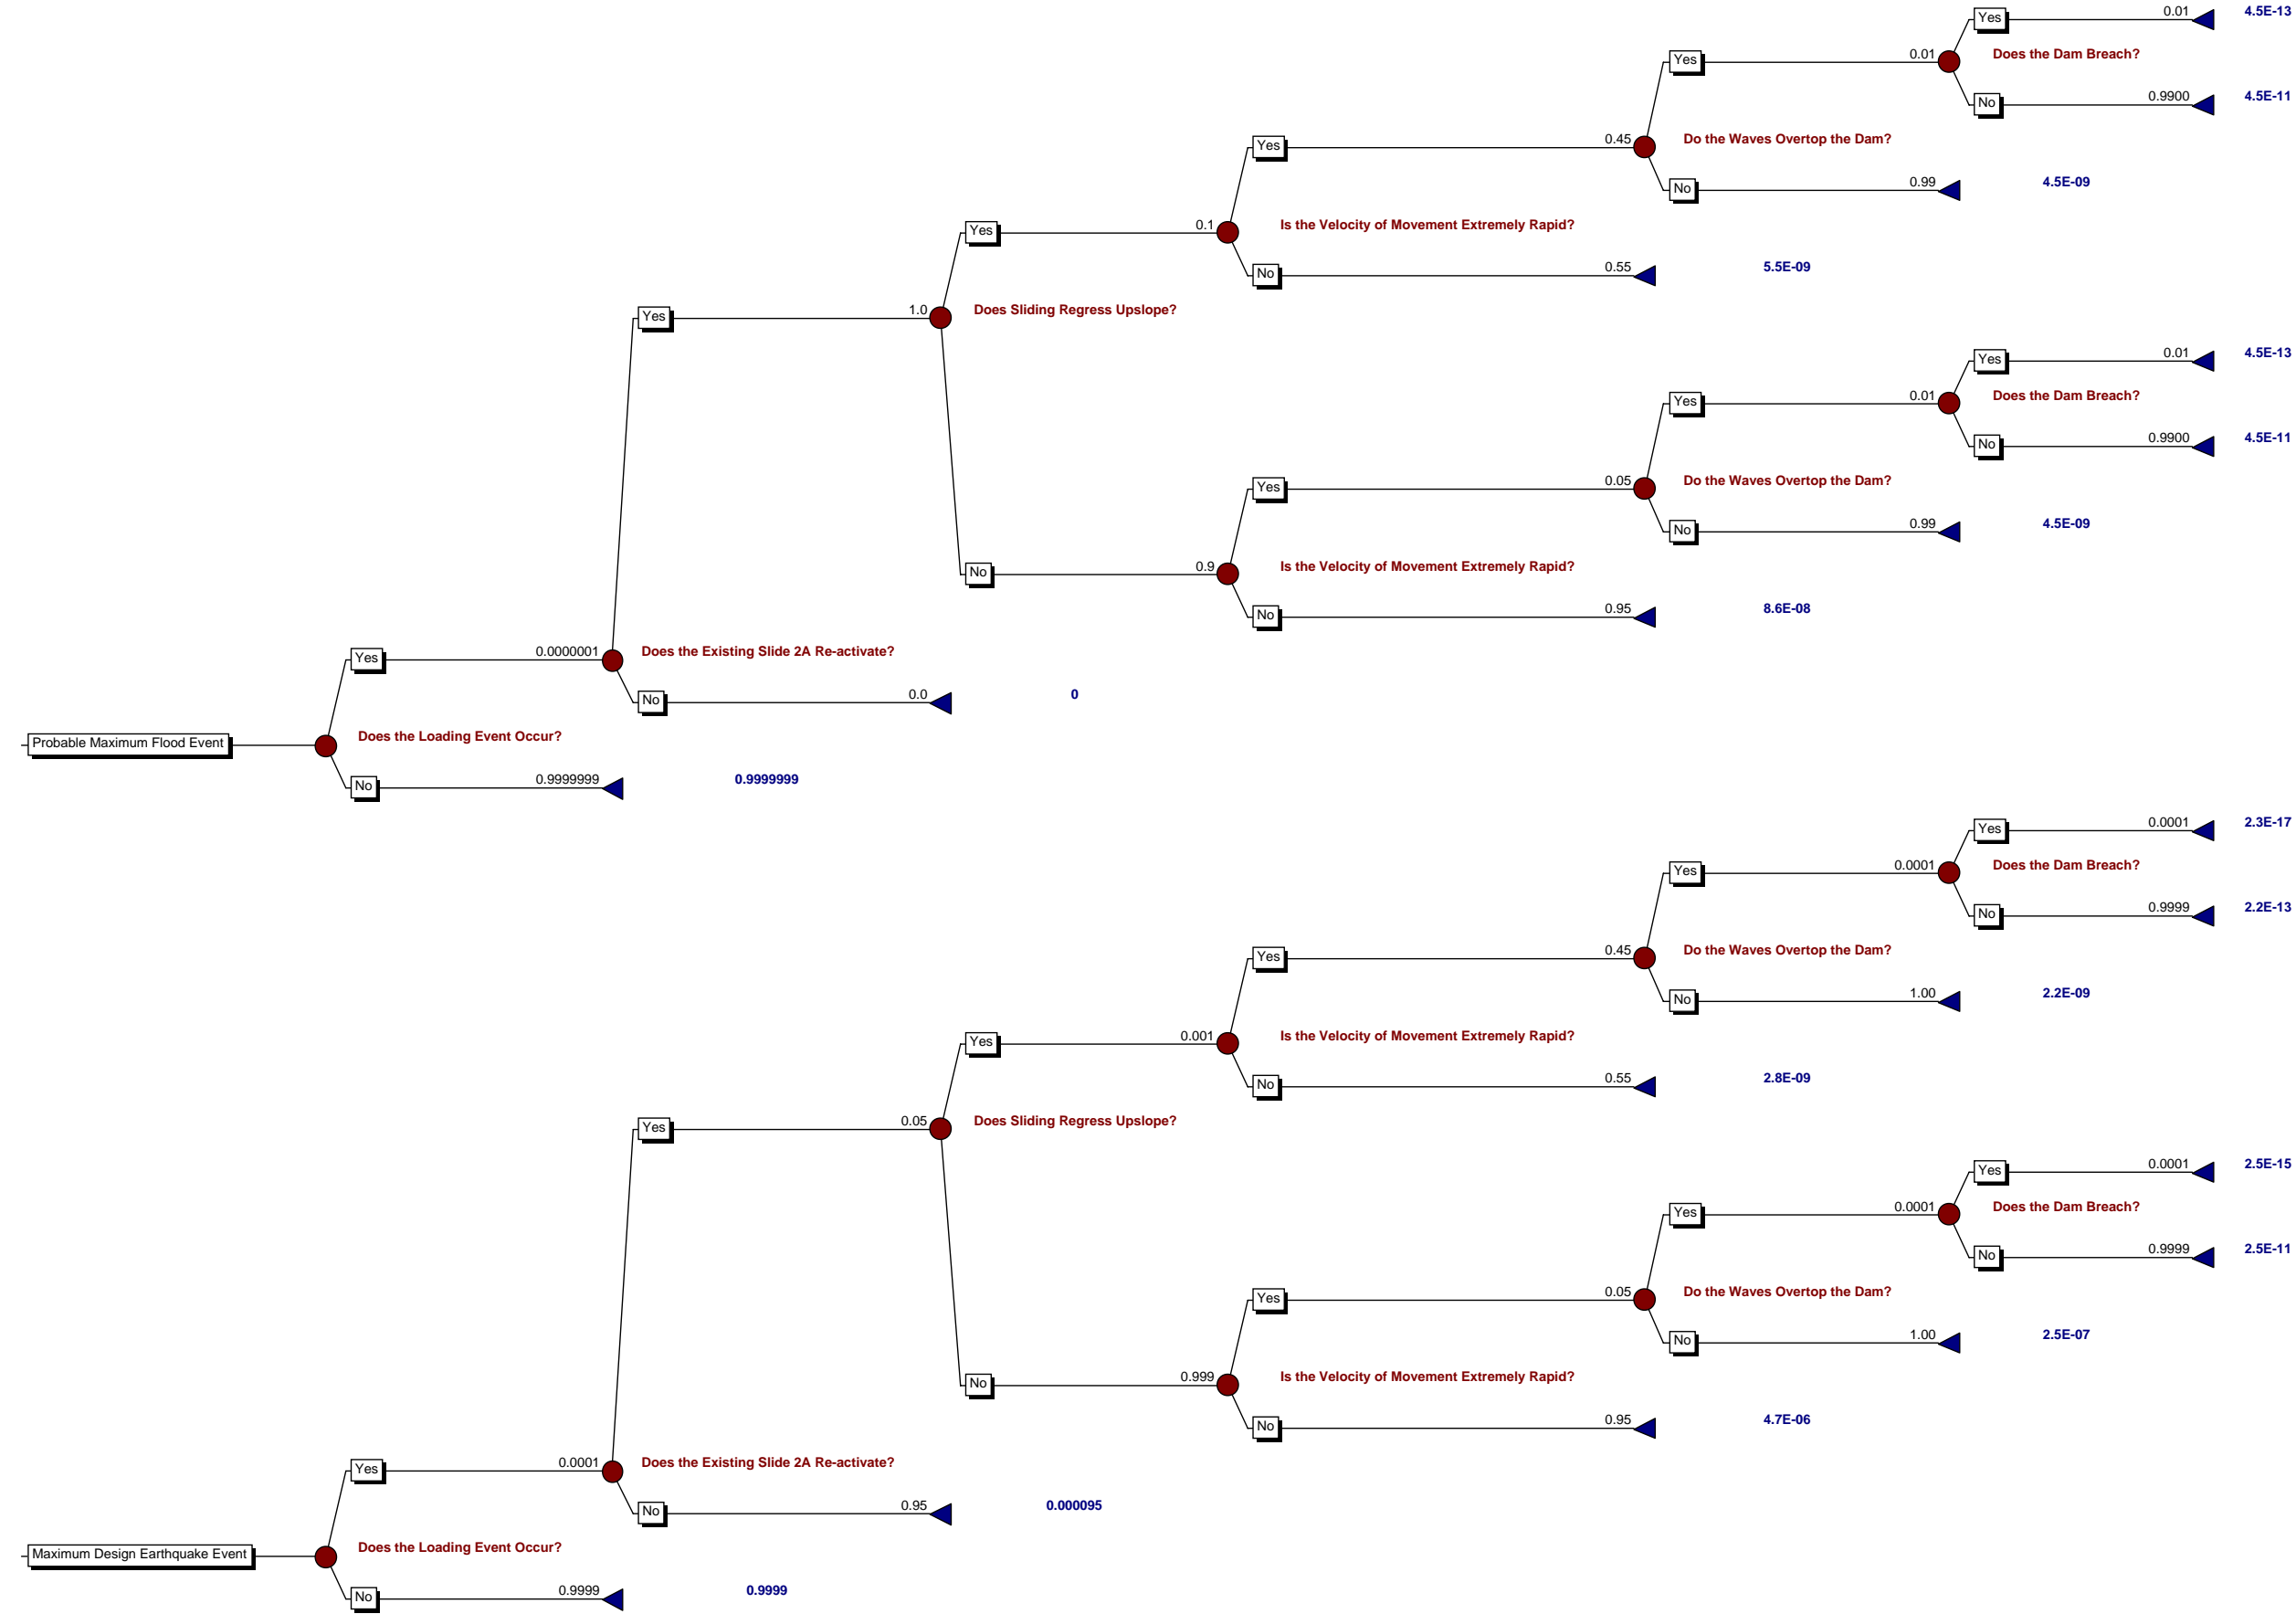 Yes 0.01 4.5E-13
Yes 0.01 Does the Dam Breach?
No 0.9900 4.5E-11
Yes 0.45 Do the Waves Overtop the Dam?
No 0.99 4.5E-09
Yes 0.1 Is the Velocity of Movement Extremely Rapid?
No 0.55 5.5E-09
Yes 1.0 Does Sliding Regress Upslope?
Yes 0.01 4.5E-13
Yes 0.01 Does the Dam Breach?
No 0.9900 4.5E-11
Yes 0.05 Do the Waves Overtop the Dam?
No 0.99 4.5E-09
No 0.9 Is the Velocity of Movement Extremely Rapid?
No 0.95 8.6E-08
Yes 0.0000001 Does the Existing Slide 2A Re-activate?
No 0.0 0
Probable Maximum Flood Event Does the Loading Event Occur?
No 0.9999999 0.9999999
Yes 0.0001 2.3E-17
Yes 0.0001 Does the Dam Breach?
No 0.9999 2.2E-13
Yes 0.45 Do the Waves Overtop the Dam?
No 1.00 2.2E-09
Yes 0.001 Is the Velocity of Movement Extremely Rapid?
No 0.55 2.8E-09
Yes 0.05 Does Sliding Regress Upslope?
Yes 0.0001 2.5E-15
Yes 0.0001 Does the Dam Breach?
No 0.9999 2.5E-11
Yes 0.05 Do the Waves Overtop the Dam?
No 1.00 2.5E-07
No 0.999 Is the Velocity of Movement Extremely Rapid?
No 0.95 4.7E-06
Yes 0.0001 Does the Existing Slide 2A Re-activate?
No 0.95 0.000095
Maximum Design Earthquake Event Does the Loading Event Occur?
No 0.9999 0.9999